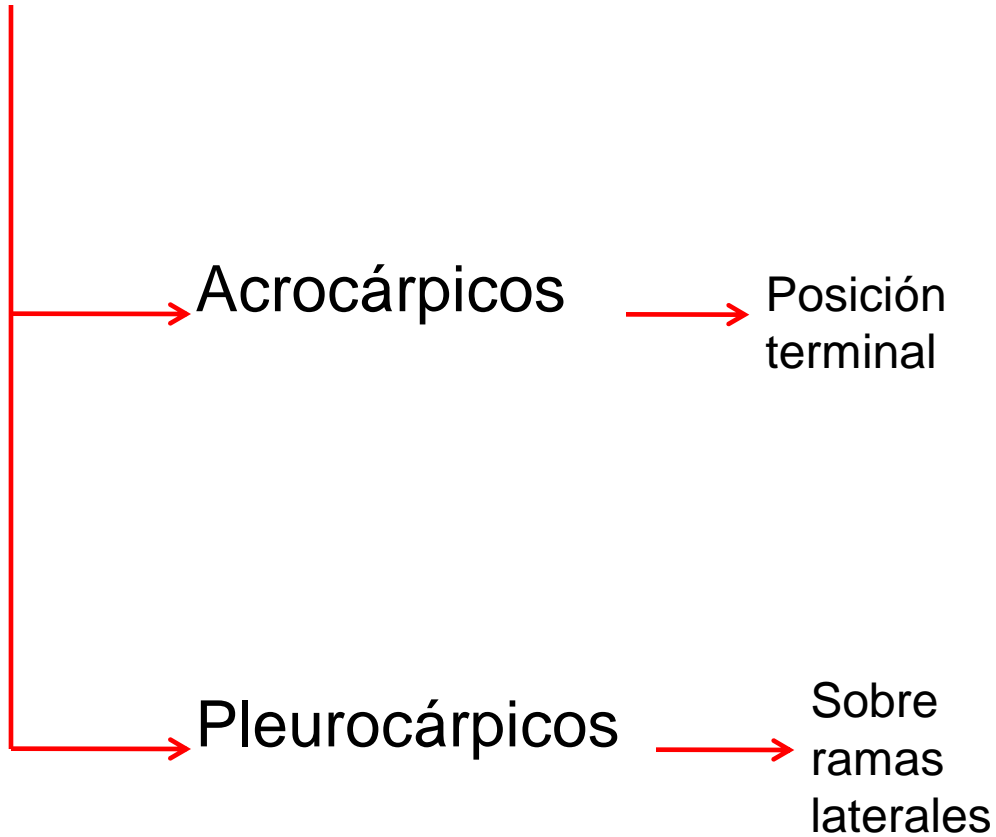 Acrocárpicos
Posición
terminal
Pleurocárpicos
Sobre
ramas
laterales